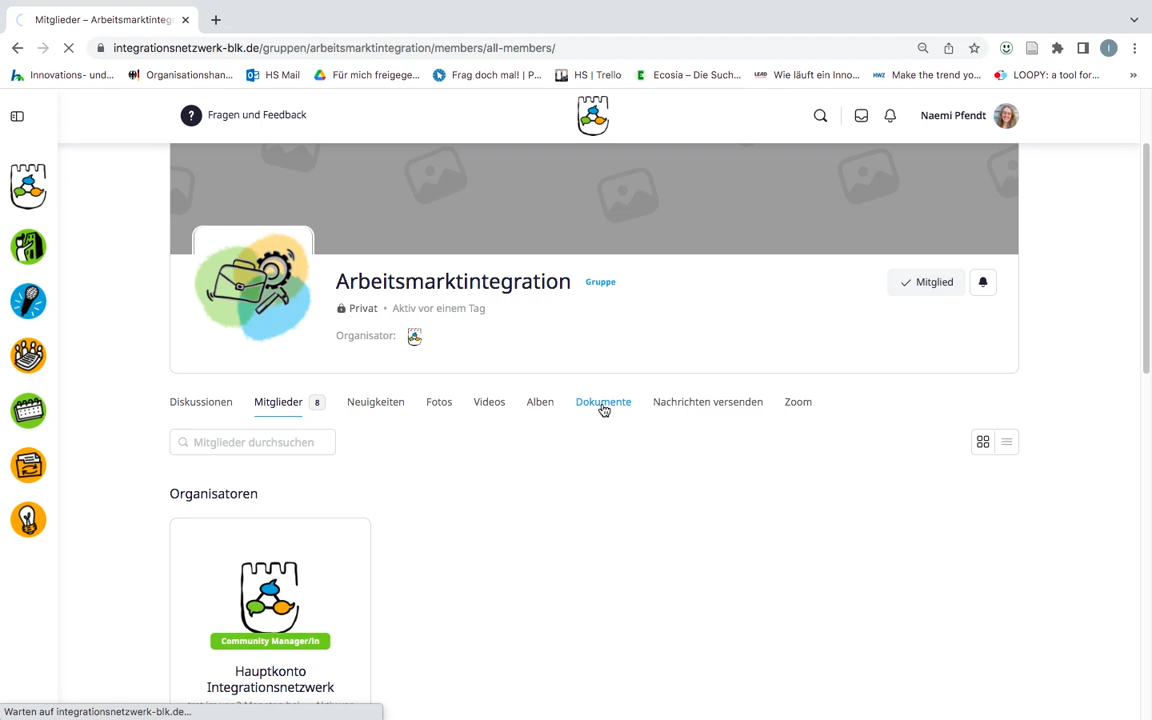 Mitglieder – Arbeitsmarktinteg
integrationsnetzwerk-blk.de/gruppen/arbeitsmarktintegration/members/all-members/
Innovations- und... Organisationshan... HS Mail Für mich freigege... Frag doch mal! | P... HS | Trello Ecosia – Die Such... LEAD Wie läuft ein Inno... HWZ Make the trend yo... LOOPY: a tool for... »
? Fragen und Feedback
Naemi Pfendt
Arbeitsmarktintegration Gruppe
Mitglied
Privat • Aktiv vor einem Tag
Organisator:
Diskussionen Mitglieder 8 Neuigkeiten Fotos Videos Alben Dokumente Nachrichten versenden Zoom
Mitglieder durchsuchen
Organisatoren
Community Manager/in
Hauptkonto
Integrationsnetzwerk
Warten auf integrationsnetzwerk-blk.de...